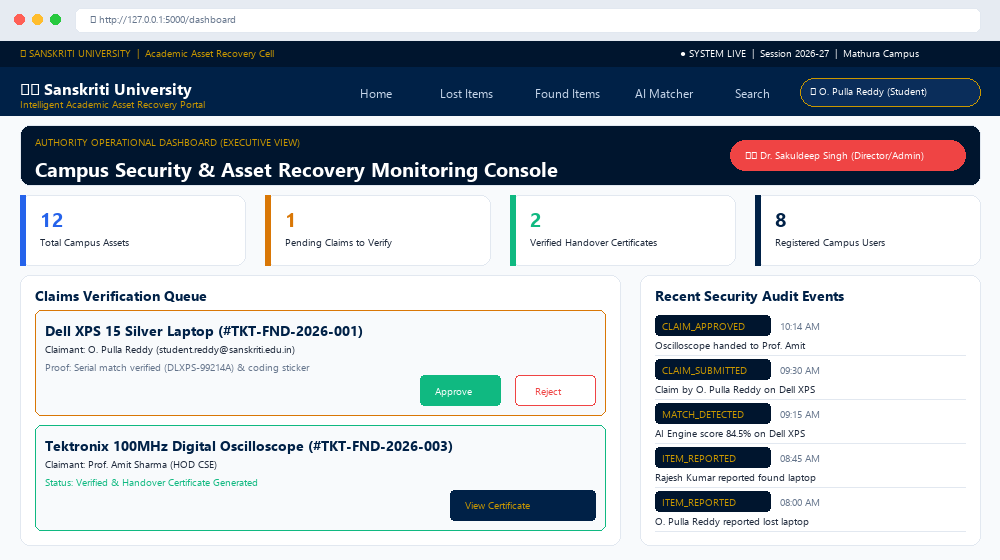 http://127.0.0.1:5000/dashboard
SANSKRITI UNIVERSITY | Academic Asset Recovery Cell
● SYSTEM LIVE | Session 2026-27 | Mathura Campus
Sanskriti University
Intelligent Academic Asset Recovery Portal
Home
Lost Items
Found Items
AI Matcher
Search
O. Pulla Reddy (Student)
AUTHORITY OPERATIONAL DASHBOARD (EXECUTIVE VIEW)
Campus Security & Asset Recovery Monitoring Console
Dr. Sakuldeep Singh (Director/Admin)
12
Total Campus Assets
1
Pending Claims to Verify
2
Verified Handover Certificates
8
Registered Campus Users
Claims Verification Queue
Dell XPS 15 Silver Laptop (#TKT-FND-2026-001)
Claimant: O. Pulla Reddy (student.reddy@sanskriti.edu.in)
Proof: Serial match verified (DLXPS-99214A) & coding sticker
Approve
Reject
Tektronix 100MHz Digital Oscilloscope (#TKT-FND-2026-003)
Claimant: Prof. Amit Sharma (HOD CSE)
Status: Verified & Handover Certificate Generated
View Certificate
Recent Security Audit Events
CLAIM_APPROVED 10:14 AM
Oscilloscope handed to Prof. Amit
CLAIM_SUBMITTED 09:30 AM
Claim by O. Pulla Reddy on Dell XPS
MATCH_DETECTED 09:15 AM
AI Engine score 84.5% on Dell XPS
ITEM_REPORTED 08:45 AM
Rajesh Kumar reported found laptop
ITEM_REPORTED 08:00 AM
O. Pulla Reddy reported lost laptop